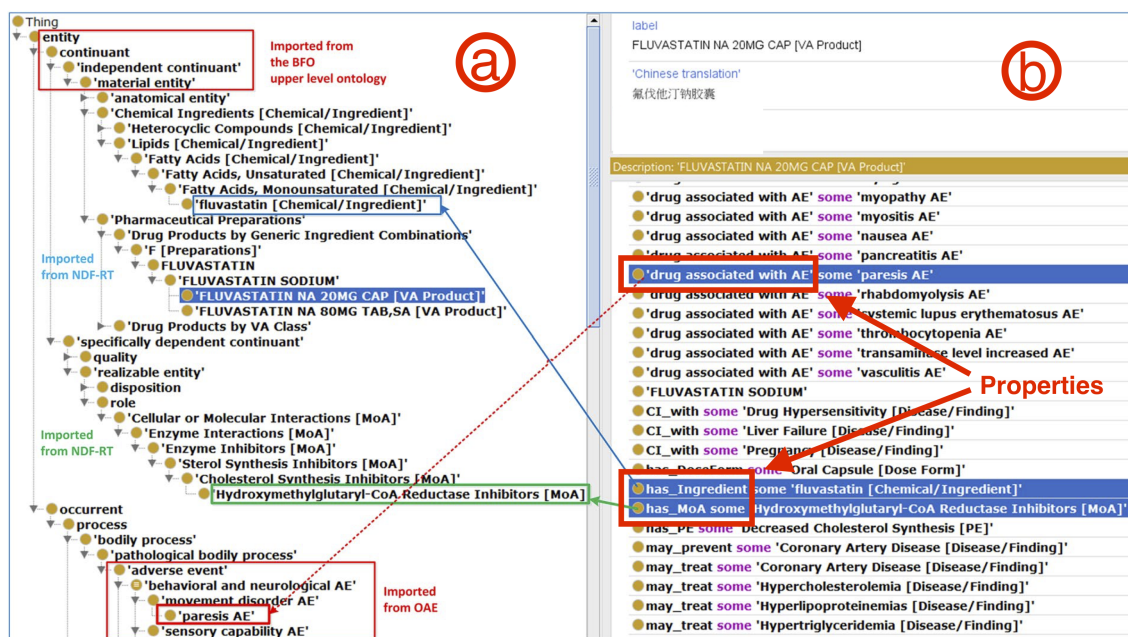 Thing
entity
continuant
'independent continuant'
'material entity'
'anatomical entity'
'Chemical Ingredients [Chemical/Ingredient]'
'Heterocyclic Compounds [Chemical/Ingredient]'
'Lipids [Chemical/Ingredient]'
'Fatty Acids [Chemical/Ingredient]'
'Fatty Acids, Unsaturated [Chemical/Ingredient]'
'Fatty Acids, Monounsaturated [Chemical/Ingredient]'
'fluvastatin [Chemical/Ingredient]'
'Pharmaceutical Preparations'
'Drug Products by Generic Ingredient Combinations'
'F [Preparations]'
FLUVASTATIN
'FLUVASTATIN SODIUM'
'FLUVASTATIN NA 20MG CAP [VA Product]'
'FLUVASTATIN NA 80MG TAB,SA [VA Product]'
'Drug Products by VA Class'
'specifically dependent continuant'
quality
'realizable entity'
disposition
role
'Cellular or Molecular Interactions [MoA]'
'Enzyme Interactions [MoA]'
'Enzyme Inhibitors [MoA]'
'Sterol Synthesis Inhibitors [MoA]'
'Cholesterol Synthesis Inhibitors [MoA]'
'Hydroxymethylglutaryl-CoA Reductase Inhibitors [MoA]
occurrent
process
'bodily process'
'pathological bodily process'
'adverse event'
'behavioral and neurological AE'
'movement disorder AE'
'paresis AE'
'sensory capability AE'
Imported from
the BFO
upper level ontology
Imported
from NDF-RT
Imported
from NDF-RT
Imported
from OAE
a
label
FLUVASTATIN NA 20MG CAP [VA Product]
'Chinese translation'
氟伐他汀钠胶囊
b
Description: 'FLUVASTATIN NA 20MG CAP [VA Product]'
'drug associated with AE' some 'myopathy AE'
'drug associated with AE' some 'myositis AE'
'drug associated with AE' some 'nausea AE'
'drug associated with AE' some 'pancreatitis AE'
'drug associated with AE' some 'paresis AE'
'drug associated with AE' some 'rhabdomyolysis AE'
'drug associated with AE' some 'systemic lupus erythematosus AE'
'drug associated with AE' some 'thrombocytopenia AE'
'drug associated with AE' some 'transaminase level increased AE'
'drug associated with AE' some 'vasculitis AE'
'FLUVASTATIN SODIUM'
CI_with some 'Drug Hypersensitivity [Disease/Finding]'
CI_with some 'Liver Failure [Disease/Finding]'
CI_with some 'Pregnancy [Disease/Finding]'
has_DoseForm some 'Oral Capsule [Dose Form]'
has_Ingredient some 'fluvastatin [Chemical/Ingredient]'
has_MoA some 'Hydroxymethylglutaryl-CoA Reductase Inhibitors [MoA]'
has_PE some 'Decreased Cholesterol Synthesis [PE]'
may_prevent some 'Coronary Artery Disease [Disease/Finding]'
may_treat some 'Coronary Artery Disease [Disease/Finding]'
may_treat some 'Hypercholesterolemia [Disease/Finding]'
may_treat some 'Hyperlipoproteinemias [Disease/Finding]'
may_treat some 'Hypertriglyceridemia [Disease/Finding]'
Properties